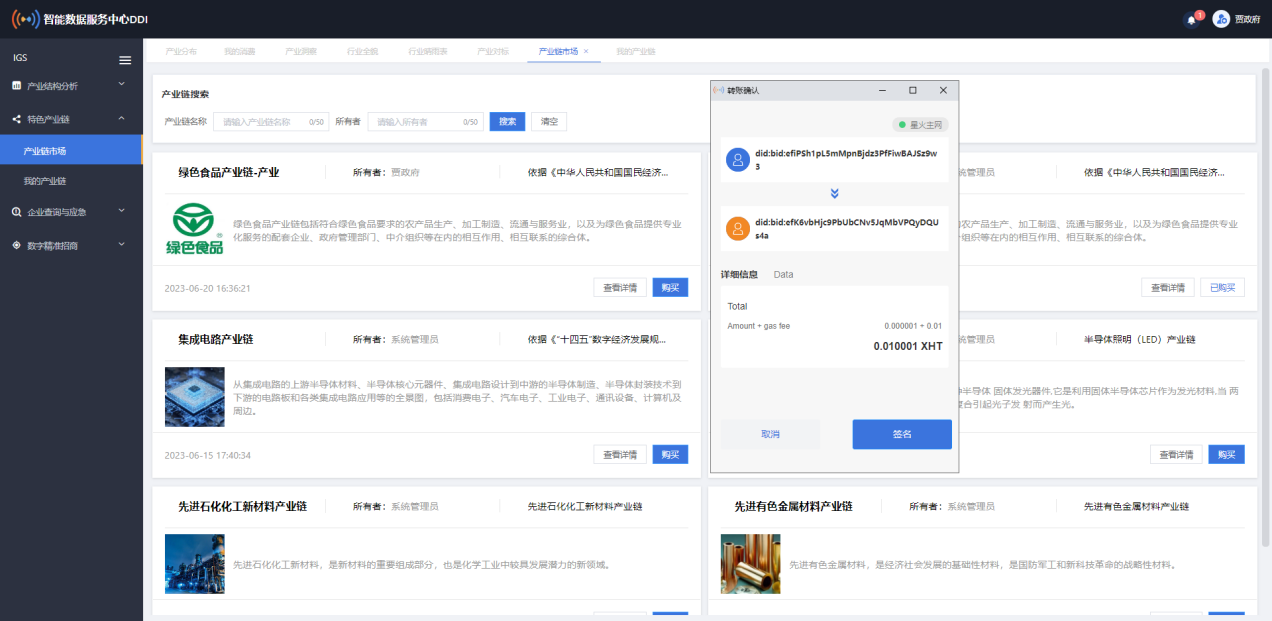 智能数据服务中心DDI
1
贾政府
IGS
产业结构分析
特色产业链
产业链市场
我的产业链
企业查询与应急
数字精准招商
产业分布
我的消费
产业洞察
行业全貌
产业对标
产业链市场 ×
我的产业链
产业链搜索
产业链名称 请输入产业链名称 0/50 所有者 请输入所有者 0/50 搜索 清空
绿色食品产业链-产业
所有者：贾政府
依据《中华人民共和国国民经济...
绿色食品
绿色食品产业链包括符合绿色食品要求的农产品生产、加工制造、流通与服务业，以及为绿色食品提供专业
化服务的配套企业、政府管理部门、中介组织等在内的相互作用、相互联系的综合体。
2023-06-20 16:36:21
查看详情 购买
统管理员
依据《中华人民共和国国民经济...
农产品生产、加工制造、流通与服务业，以及为绿色食品提供专业
组织等在内的相互作用、相互联系的综合体。
查看详情 已购买
集成电路产业链
所有者：系统管理员
依据《“十四五”数字经济发展规...
从集成电路的上游半导体材料、半导体核心元器件、集成电路设计到中游的半导体制造、半导体封装技术到
下游的电路板和各类集成电路应用等的全景图，包括消费电子、汽车电子、工业电子、通讯设备、计算机及
周边。
2023-06-15 17:40:34
查看详情 购买
统管理员
半导体照明（LED）产业链
半导体 固体发光器件,它是利用固体半导体芯片作为发光材料,当 两
复合引起光子发 射而产生光。
查看详情 购买
先进石化化工新材料产业链
所有者：系统管理员
先进石化化工新材料产业链
先进石化化工新材料，是新材料的重要组成部分，也是化学工业中较具发展潜力的新领域。
先进有色金属材料产业链
所有者：系统管理员
先进有色金属材料产业链
先进有色金属材料，是经济社会发展的基础性材料，是国防军工和新科技革命的战略性材料。
转账确认
星火主网
did:bid:efiPSh1pL5mMpnBjdz3PfFiwBAJSz9w
3
did:bid:efK6vbHjc9PbUbCNv5JqMbVPQyDQU
s4a
详细信息 Data
Total
Amount + gas fee 0.000001 + 0.01
0.010001 XHT
取消 签名